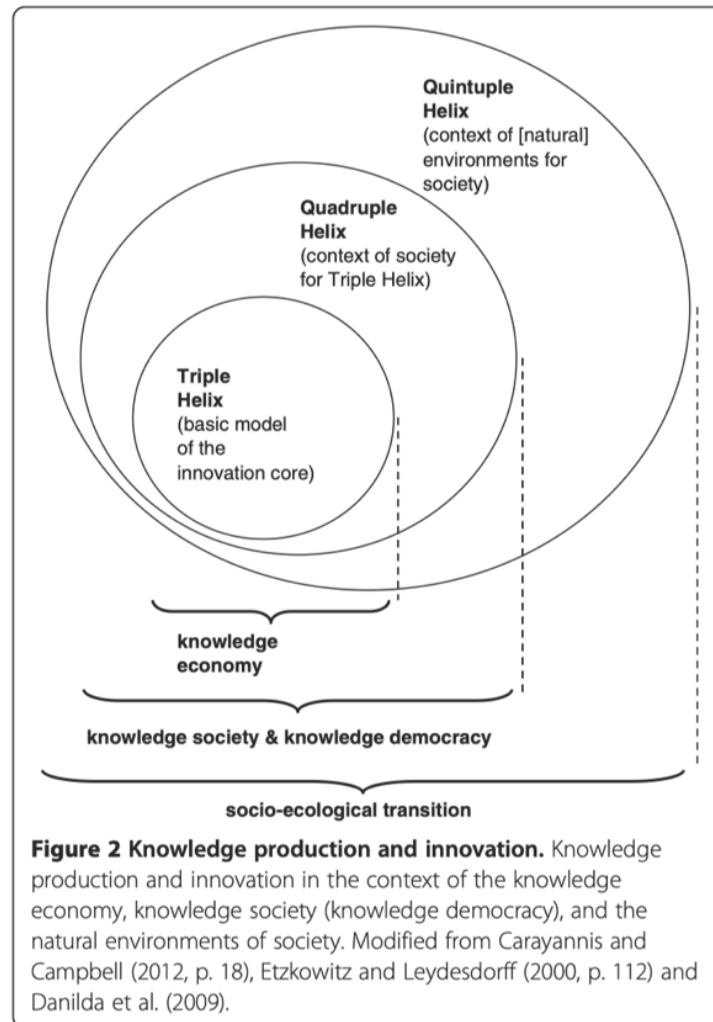 Quintuple
Helix
(context of [natural]
environments for
society)
Quadruple
Helix
(context of society
for Triple Helix)
Triple
Helix
(basic model
of the
innovation core)
knowledge
economy
knowledge society & knowledge democracy
socio-ecological transition
Figure 2 Knowledge production and innovation. Knowledge
production and innovation in the context of the knowledge
economy, knowledge society (knowledge democracy), and the
natural environments of society. Modified from Carayannis and
Campbell (2012, p. 18), Etzkowitz and Leydesdorff (2000, p. 112) and
Danilda et al. (2009).